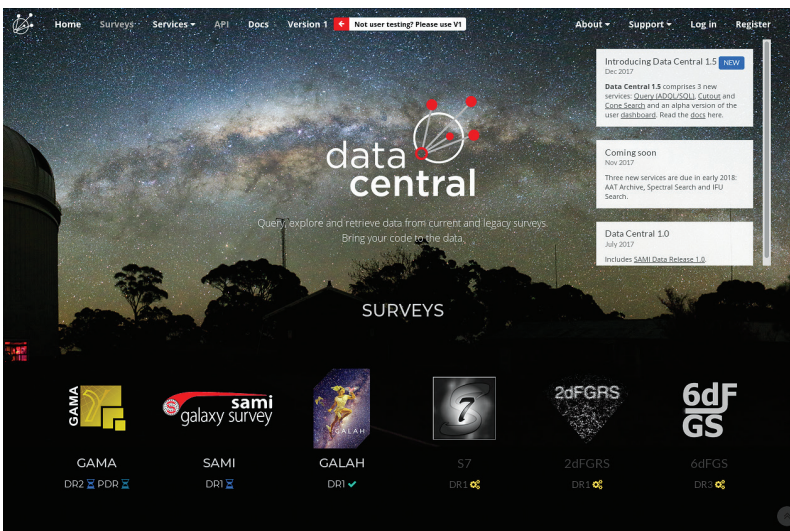 Home Surveys Services API Docs Version 1 Not user testing? Please use V1 About Support Log in Register
Introducing Data Central 1.5 NEW
Dec 2017
Data Central 1.5 comprises 3 new
services: Query (ADQL/SQL), Cutout and
Cone Search and an alpha version of the
user dashboard. Read the docs here.
Coming soon
Nov 2017
Three new services are due in early 2018:
AAT Archive, Spectral Search and IFU
Search.
Data Central 1.0
July 2017
Includes SAMI Data Release 1.0.
data
central
Query, explore and retrieve data from current and legacy surveys.
Bring your code to the data.
SURVEYS
GAMA
sami
galaxy survey
GALAH
7
2dFGRS
6dF
GS
GAMA SAMI GALAH S7 2dFGRS 6dFGS
DR2 PDR DR1 DR1 DR1 DR1 DR3